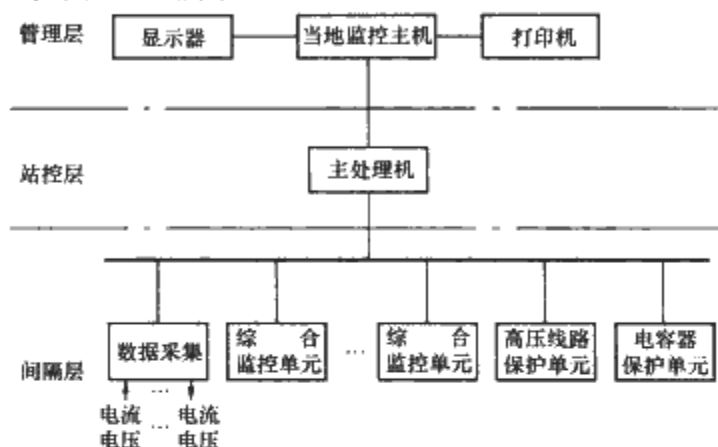 管理层 显示器 当地监控主机 打印机
站控层 主处理机
间隔层
数据采集
综 合
监控单元
…
综 合
监控单元
高压线路
保护单元
电容器
保护单元
… 
电流 … 电流
电压 电压